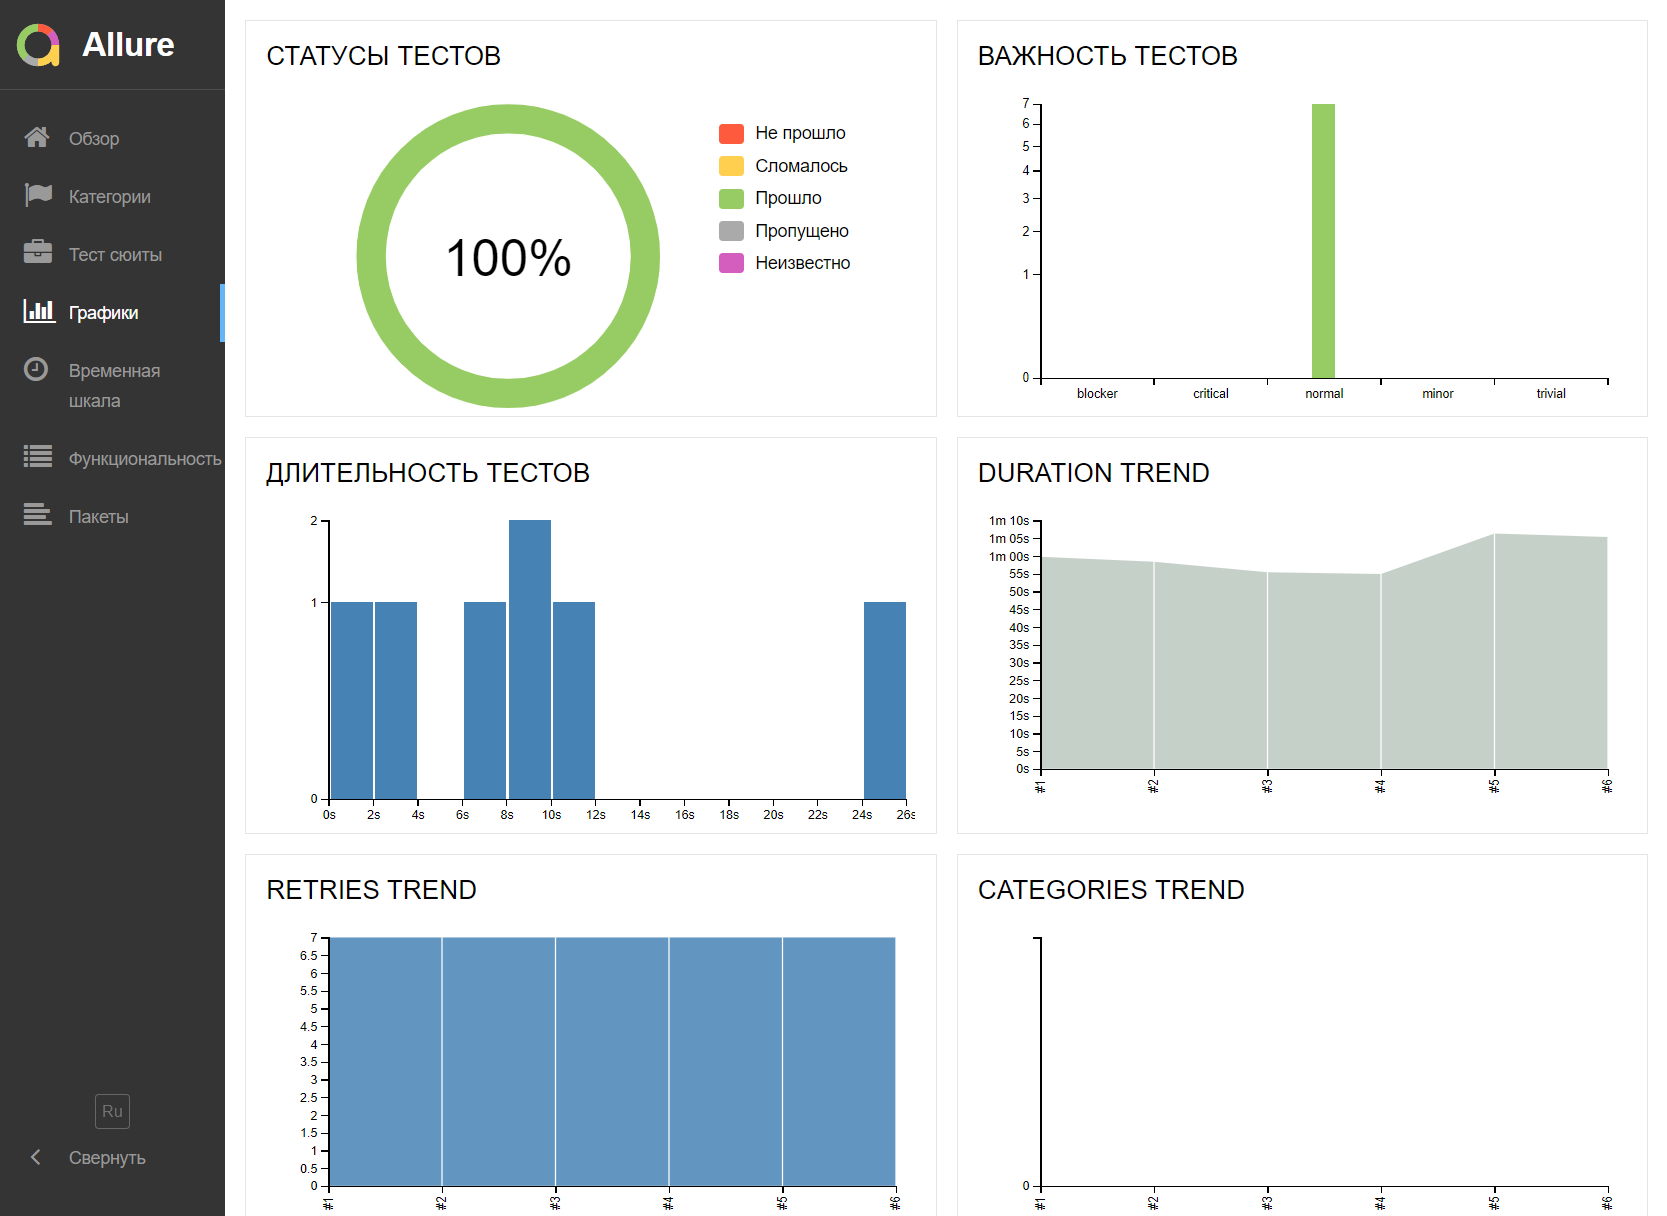 Allure
Обзор
Категории
Тест сюиты
Графики
Временная
шкала
Функциональность
Пакеты
Ru
Свернуть
СТАТУСЫ ТЕСТОВ
100%
Не прошло
Сломалось
Прошло
Пропущено
Неизвестно
ВАЖНОСТЬ ТЕСТОВ
7
6
5
4
3
2
1
0
blocker critical normal minor trivial
ДЛИТЕЛЬНОСТЬ ТЕСТОВ
2
1
0
0s 2s 4s 6s 8s 10s 12s 14s 16s 18s 20s 22s 24s 26s
DURATION TREND
1m 10s
1m 05s
1m 00s
55s
50s
45s
40s
35s
30s
25s
20s
15s
10s
5s
0s
#1 #2 #3 #4 #5 #6
RETRIES TREND
7
6.5
6
5.5
5
4.5
4
3.5
3
2.5
2
1.5
1
0.5
0
#1 #2 #3 #4 #5 #6
CATEGORIES TREND
0
#1 #2 #3 #4 #5 #6